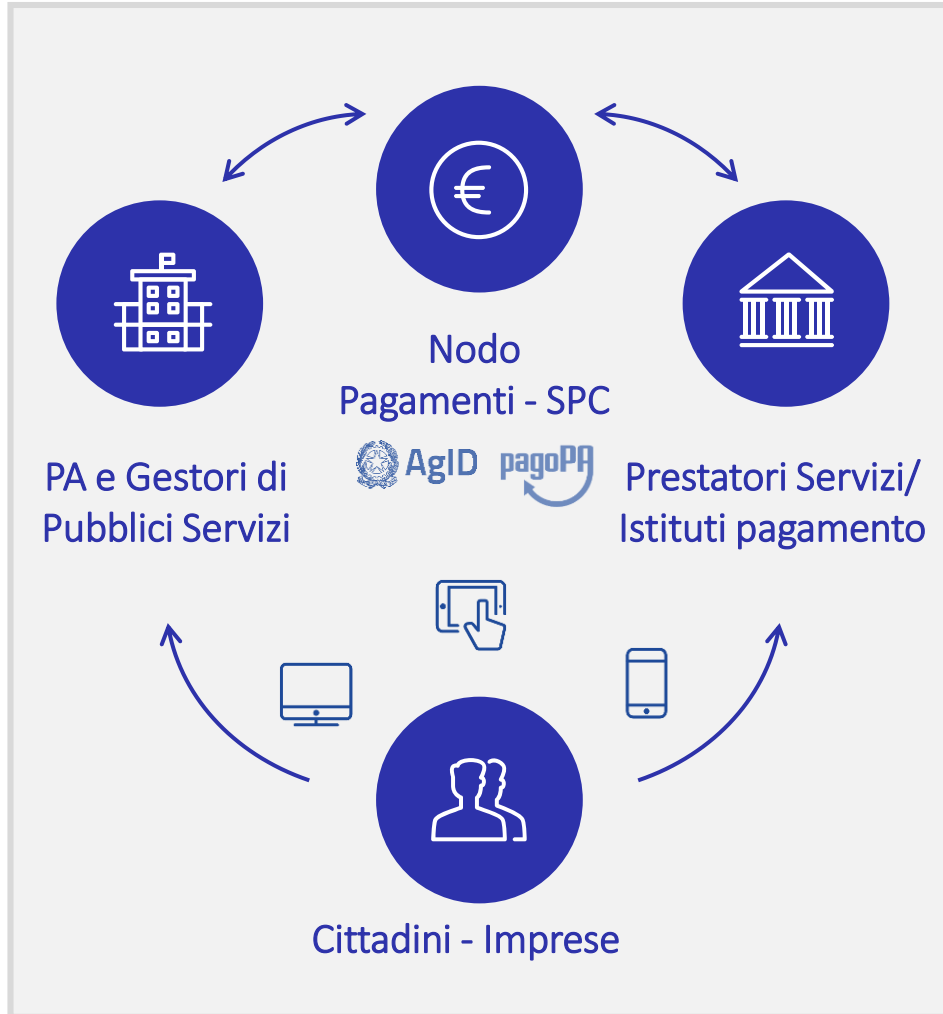 Nodo
Pagamenti - SPC
AgID pagoPA
PA e Gestori di
Pubblici Servizi
Prestatori Servizi/
Istituti pagamento
Cittadini - Imprese